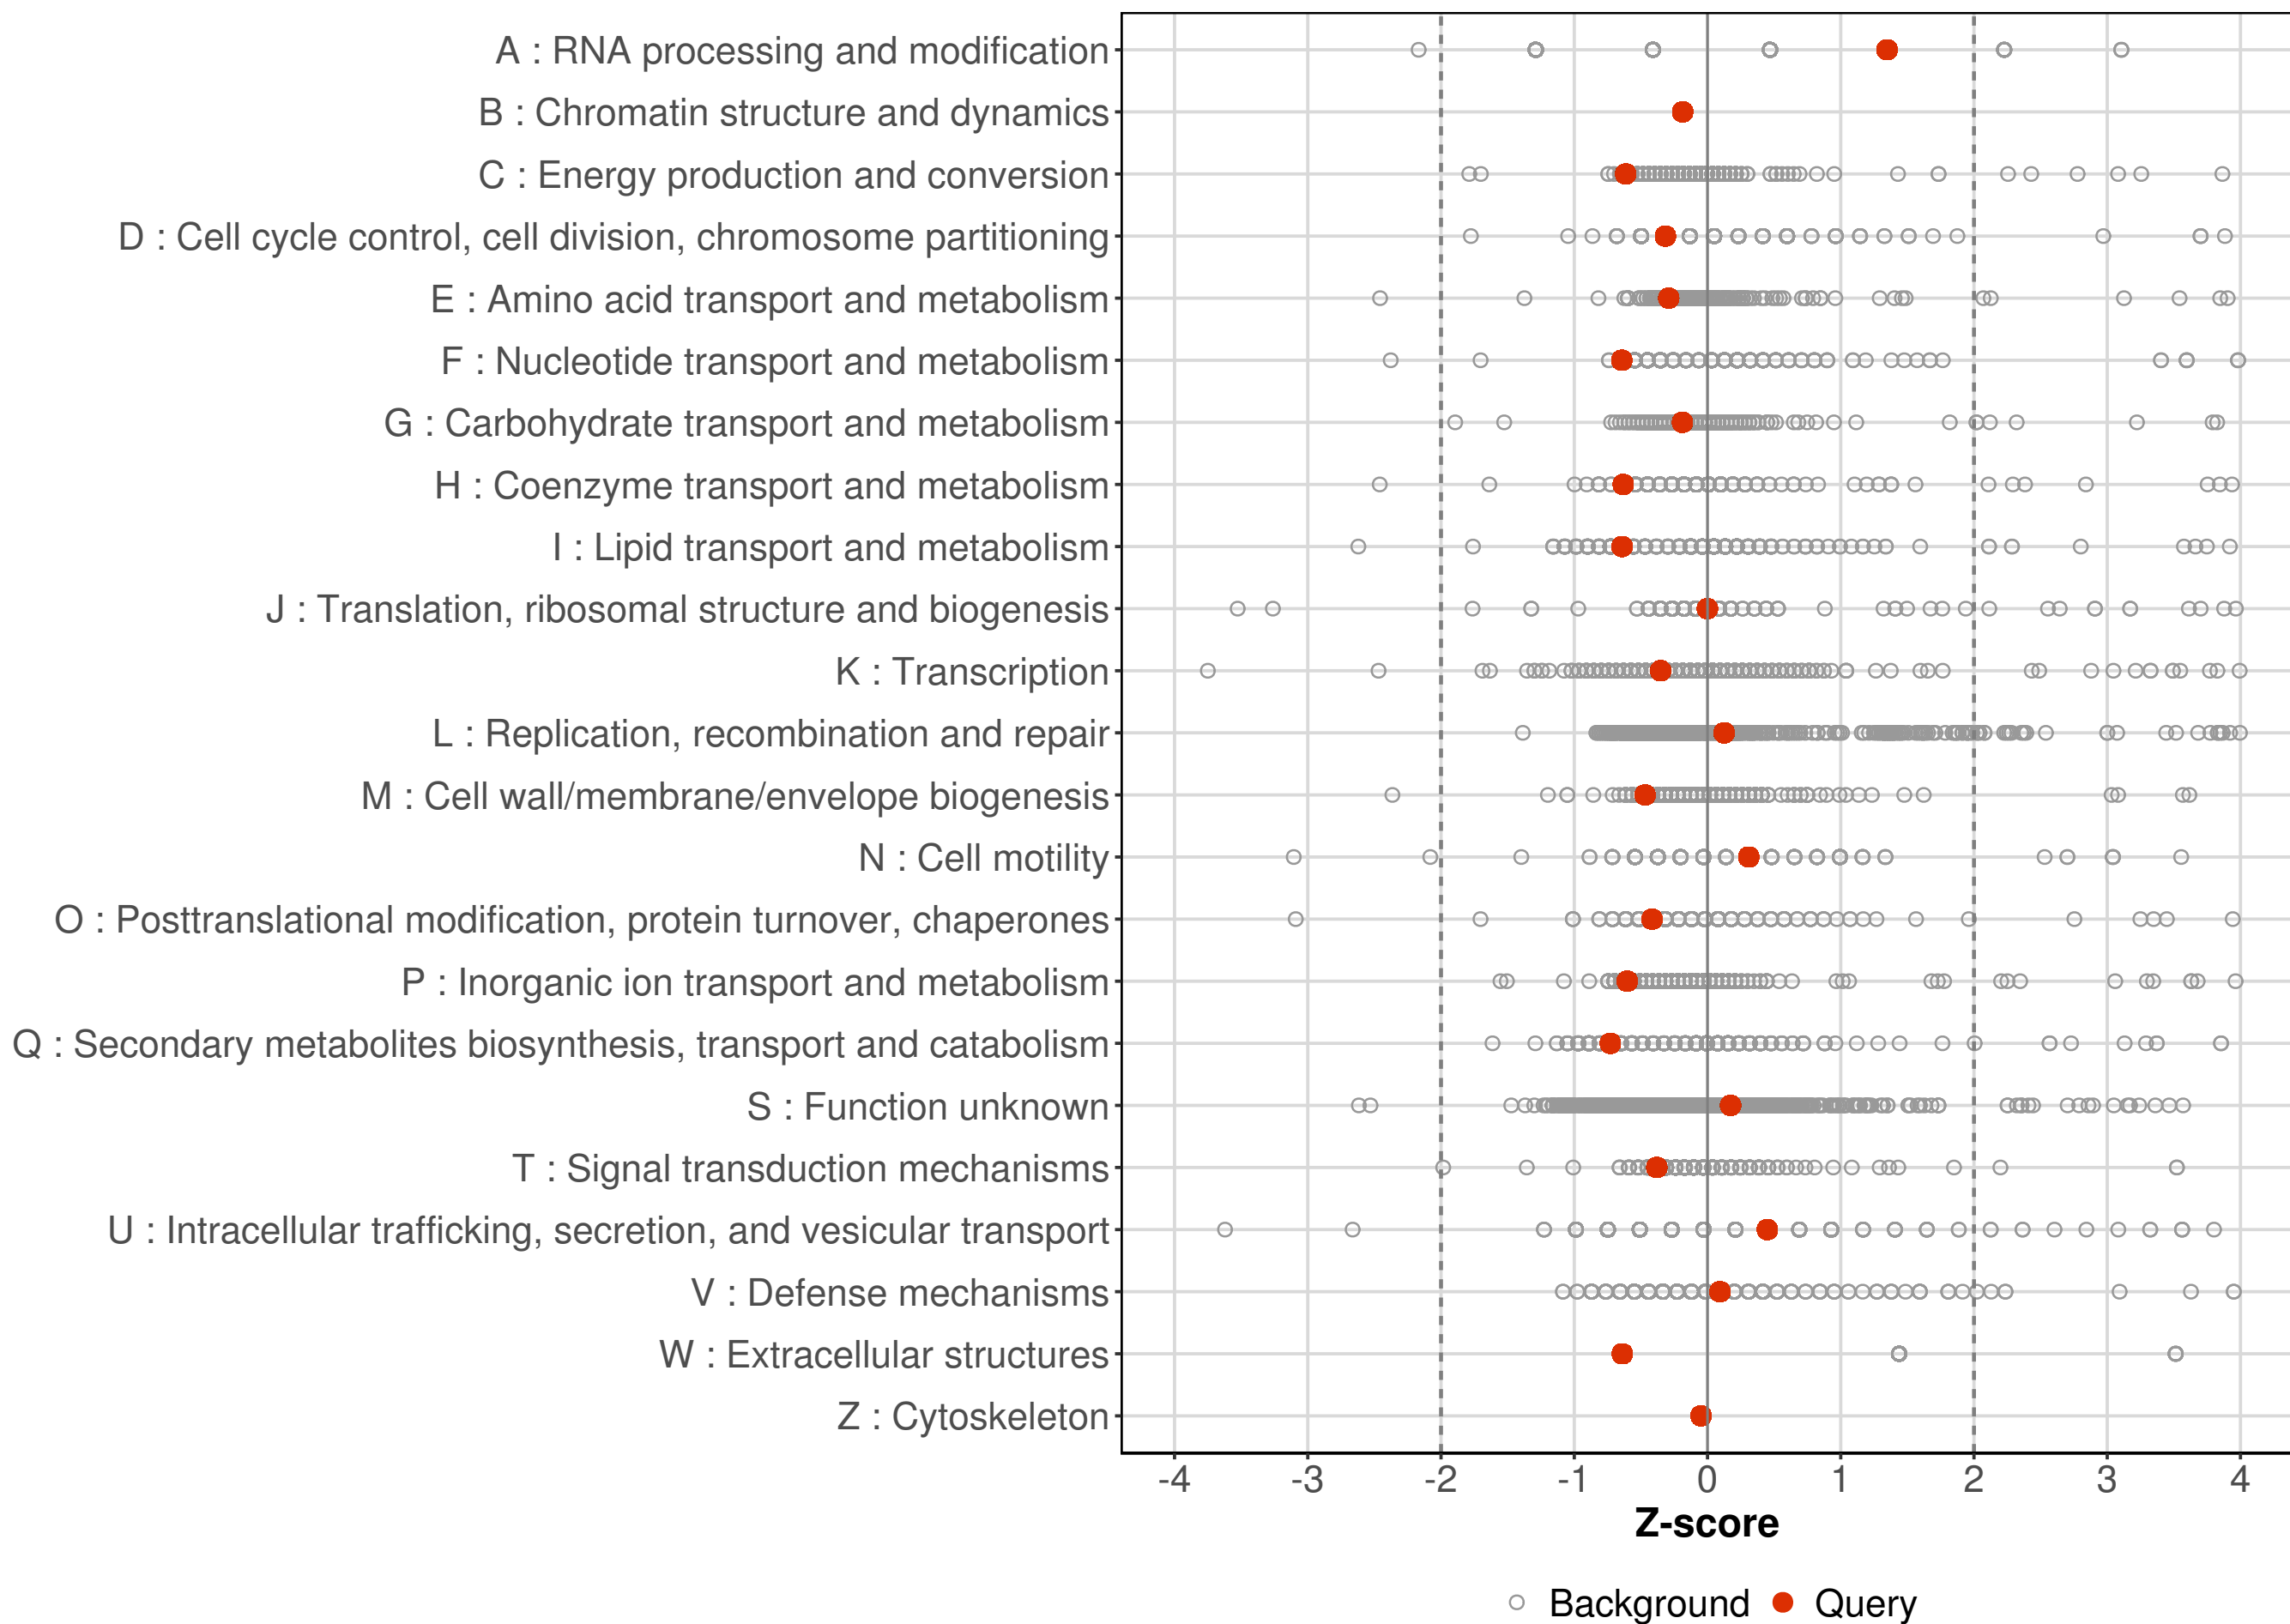 A : RNA processing and modification
B : Chromatin structure and dynamics
C : Energy production and conversion
D : Cell cycle control, cell division, chromosome partitioning
E : Amino acid transport and metabolism
F : Nucleotide transport and metabolism
G : Carbohydrate transport and metabolism
H : Coenzyme transport and metabolism
I : Lipid transport and metabolism
J : Translation, ribosomal structure and biogenesis
K : Transcription
L : Replication, recombination and repair
M : Cell wall/membrane/envelope biogenesis
N : Cell motility
O : Posttranslational modification, protein turnover, chaperones
P : Inorganic ion transport and metabolism
Q : Secondary metabolites biosynthesis, transport and catabolism
S : Function unknown
T : Signal transduction mechanisms
U : Intracellular trafficking, secretion, and vesicular transport
V : Defense mechanisms
W : Extracellular structures
Z : Cytoskeleton
-4 -3 -2 -1 0 1 2 3 4
Z-score
Background Query